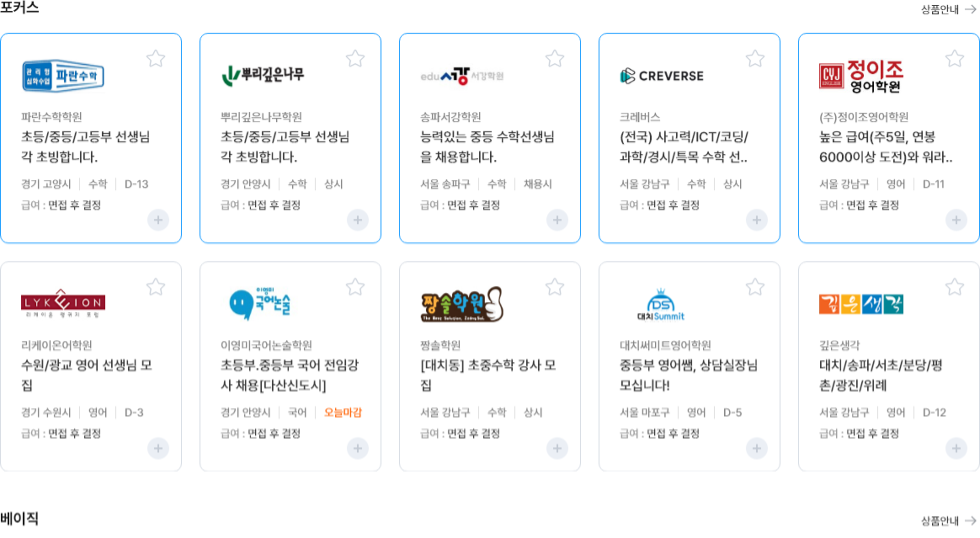 포커스
상품안내
관리형
심화수업
파란수학
파란수학학원
초등/중등/고등부 선생님
각 초빙합니다.
경기 고양시 수학 D-13
급여 : 면접 후 결정
뿌리깊은나무
뿌리깊은나무학원
초등/중등/고등부 선생님
각 초빙합니다.
경기 안양시 수학 상시
급여 : 면접 후 결정
edu서강 서강학원
송파서강학원
능력있는 중등 수학선생님
을 채용합니다.
서울 송파구 수학 채용시
급여 : 면접 후 결정
CREVERSE
크레버스
(전국) 사고력/ICT/코딩/
과학/경시/특목 수학 선..
서울 강남구 수학 상시
급여 : 면접 후 결정
CYJ
정이조
영어학원
(주)정이조영어학원
높은 급여(주5일, 연봉
6000이상 도전)와 워라..
서울 강남구 영어 D-11
급여 : 면접 후 결정
LYKEION
리케이온어학원
수원/광교 영어 선생님 모
집
경기 수원시 영어 D-3
급여 : 면접 후 결정
이영미
국어논술
이영미국어논술학원
초등부.중등부 국어 전임강
사 채용[다산신도시]
경기 안양시 국어 오늘마감
급여 : 면접 후 결정
짱솔학원
짱솔학원
[대치동] 초중수학 강사 모
집
서울 강남구 수학 상시
급여 : 면접 후 결정
DS
대치Summit
대치써미트영어학원
중등부 영어쌤, 상담실장님
모십니다!
서울 마포구 영어 D-5
급여 : 면접 후 결정
깊은생각
깊은생각
대치/송파/서초/분당/평
촌/광진/위례
서울 강남구 영어 D-12
급여 : 면접 후 결정
베이직
상품안내